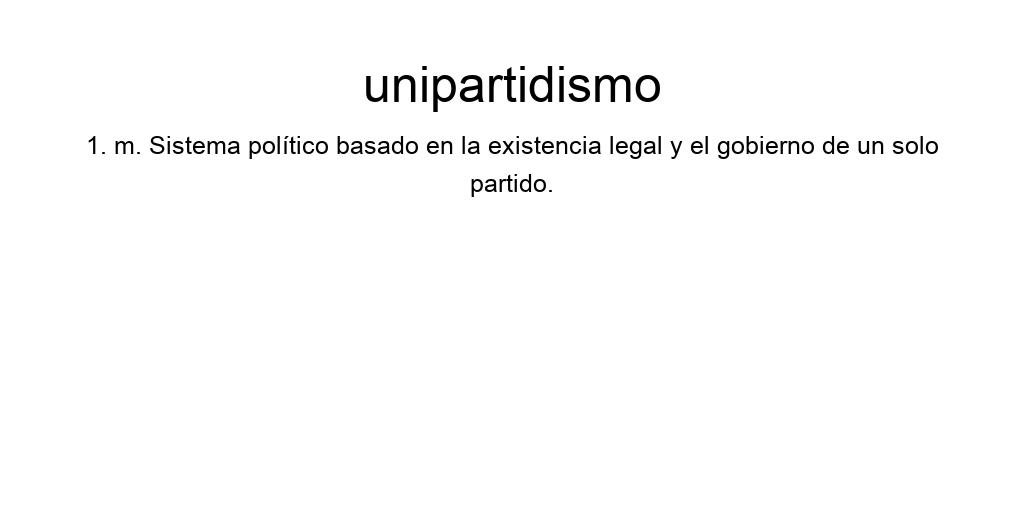 unipartidismo
1. m. Sistema político basado en la existencia legal y el gobierno de un solo
partido.